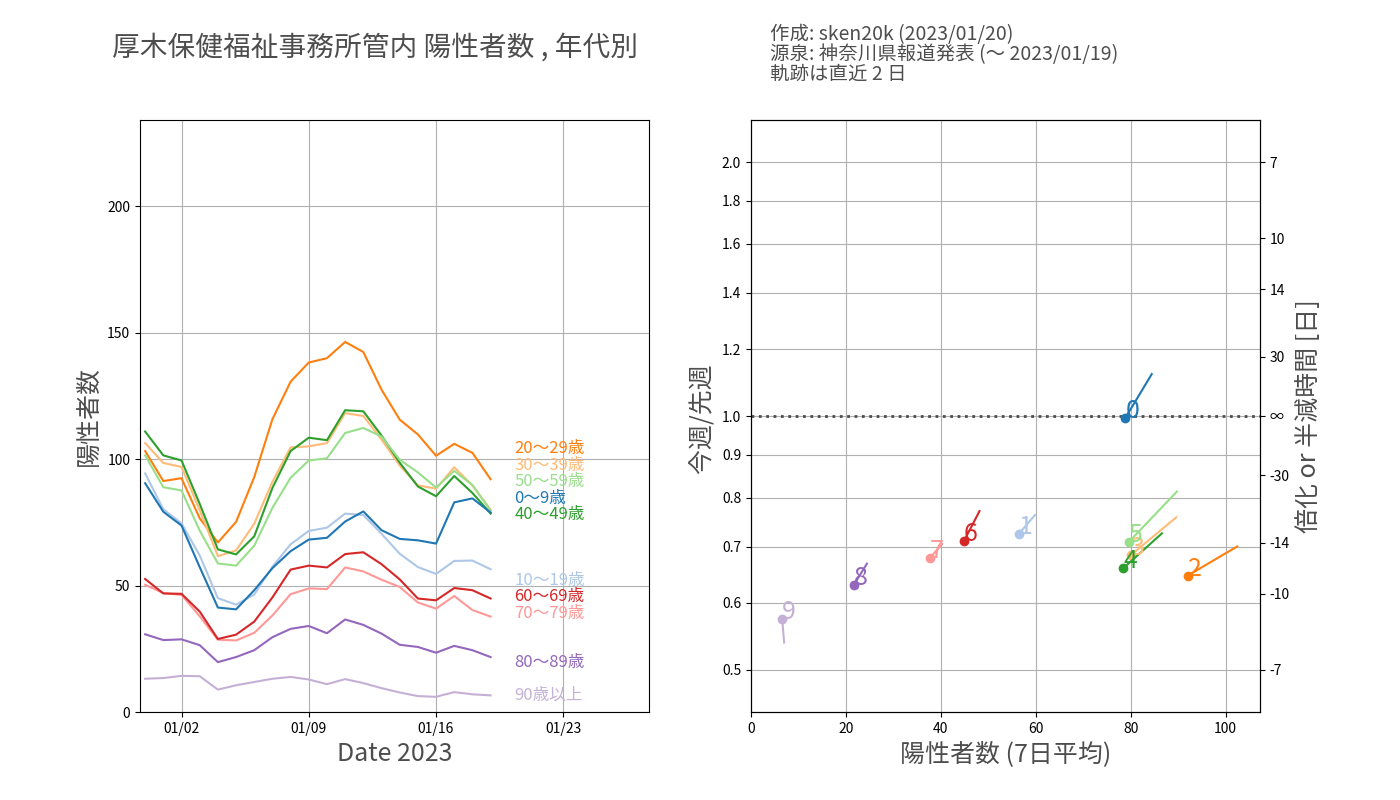 厚木保健福祉事務所管内 陽性者数 , 年代別
作成: sken20k (2023/01/20)
源泉: 神奈川県報道発表 (〜 2023/01/19)
軌跡は直近 2 日
陽性者数
200
150
100
50
0
20〜29歳
30〜39歳
50〜59歳
0〜9歳
40〜49歳
10〜19歳
60〜69歳
70〜79歳
80〜89歳
90歳以上
01/02
01/09
01/16
01/23
Date 2023
今週/先週
2.0
1.8
1.6
1.4
1.2
1.0
0.9
0.8
0.7
0.6
0.5
0
1
6
5
3
4
2
7
8
9
7
10
14
30
∞
-30
-14
-10
-7
倍化 or 半減時間 [日]
0
20
40
60
80
100
陽性者数 (7日平均)